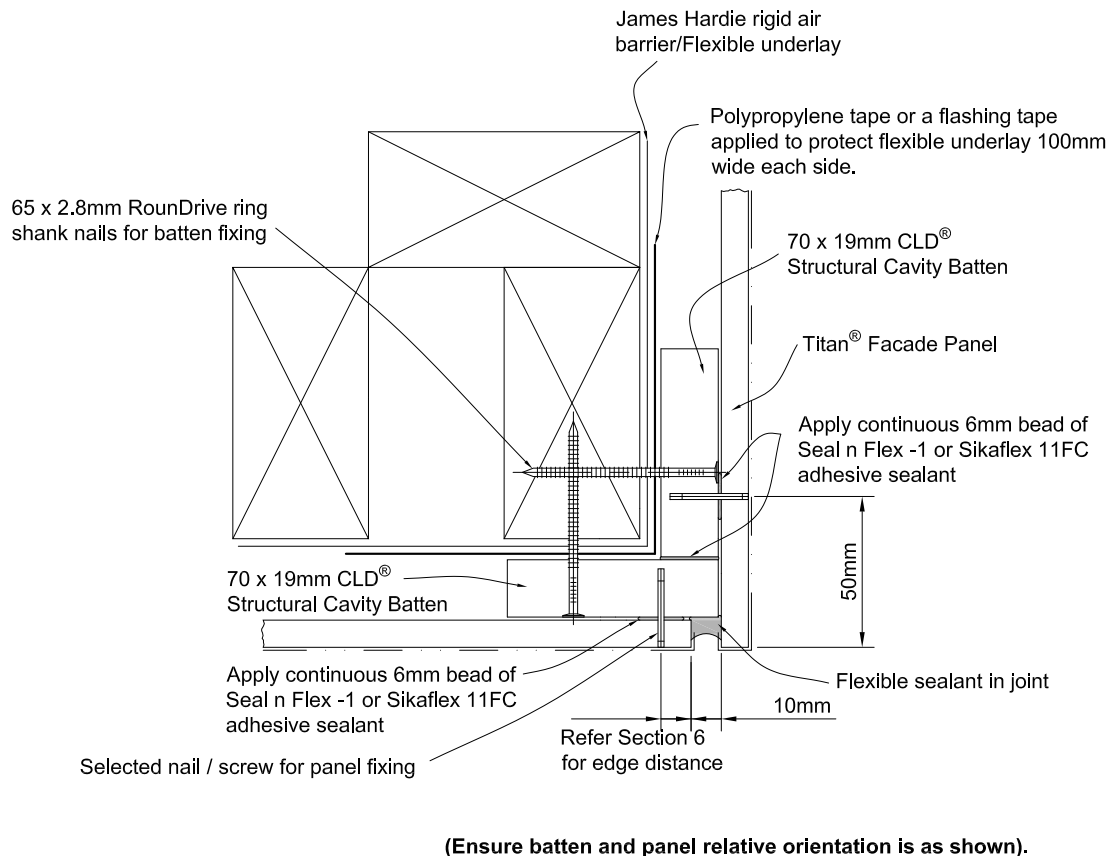 James Hardie rigid air
barrier/Flexible underlay
Polypropylene tape or a flashing tape
applied to protect flexible underlay 100mm
wide each side.
65 x 2.8mm RounDrive ring
shank nails for batten fixing
70 x 19mm CLD®
Structural Cavity Batten
Titan® Facade Panel
Apply continuous 6mm bead of
Seal n Flex -1 or Sikaflex 11FC
adhesive sealant
50mm
70 x 19mm CLD®
Structural Cavity Batten
Apply continuous 6mm bead of
Seal n Flex -1 or Sikaflex 11FC
adhesive sealant
Flexible sealant in joint
10mm
Refer Section 6
for edge distance
Selected nail / screw for panel fixing
(Ensure batten and panel relative orientation is as shown).